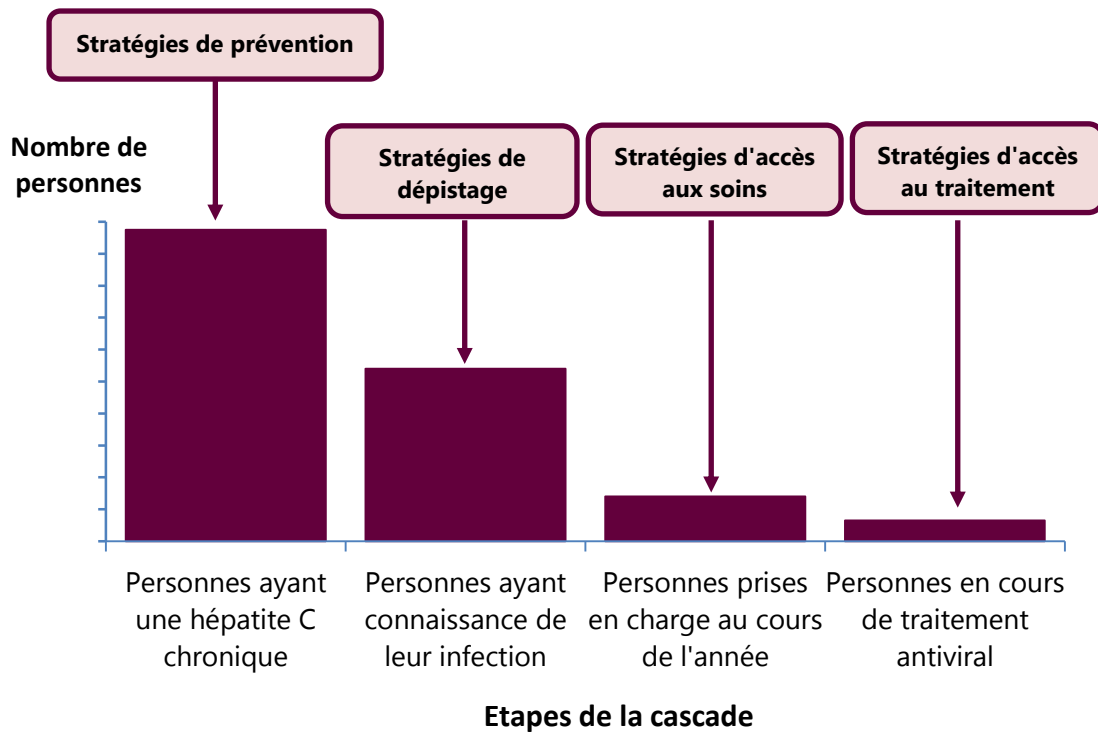 Stratégies de prévention
Nombre de
personnes
Stratégies de
dépistage
Stratégies d'accès
aux soins
Stratégies d'accès
au traitement
Personnes ayant
une hépatite C
chronique
Personnes ayant
connaissance de
leur infection
Personnes prises
en charge au cours
de l'année
Personnes en cours
de traitement
antiviral
Etapes de la cascade